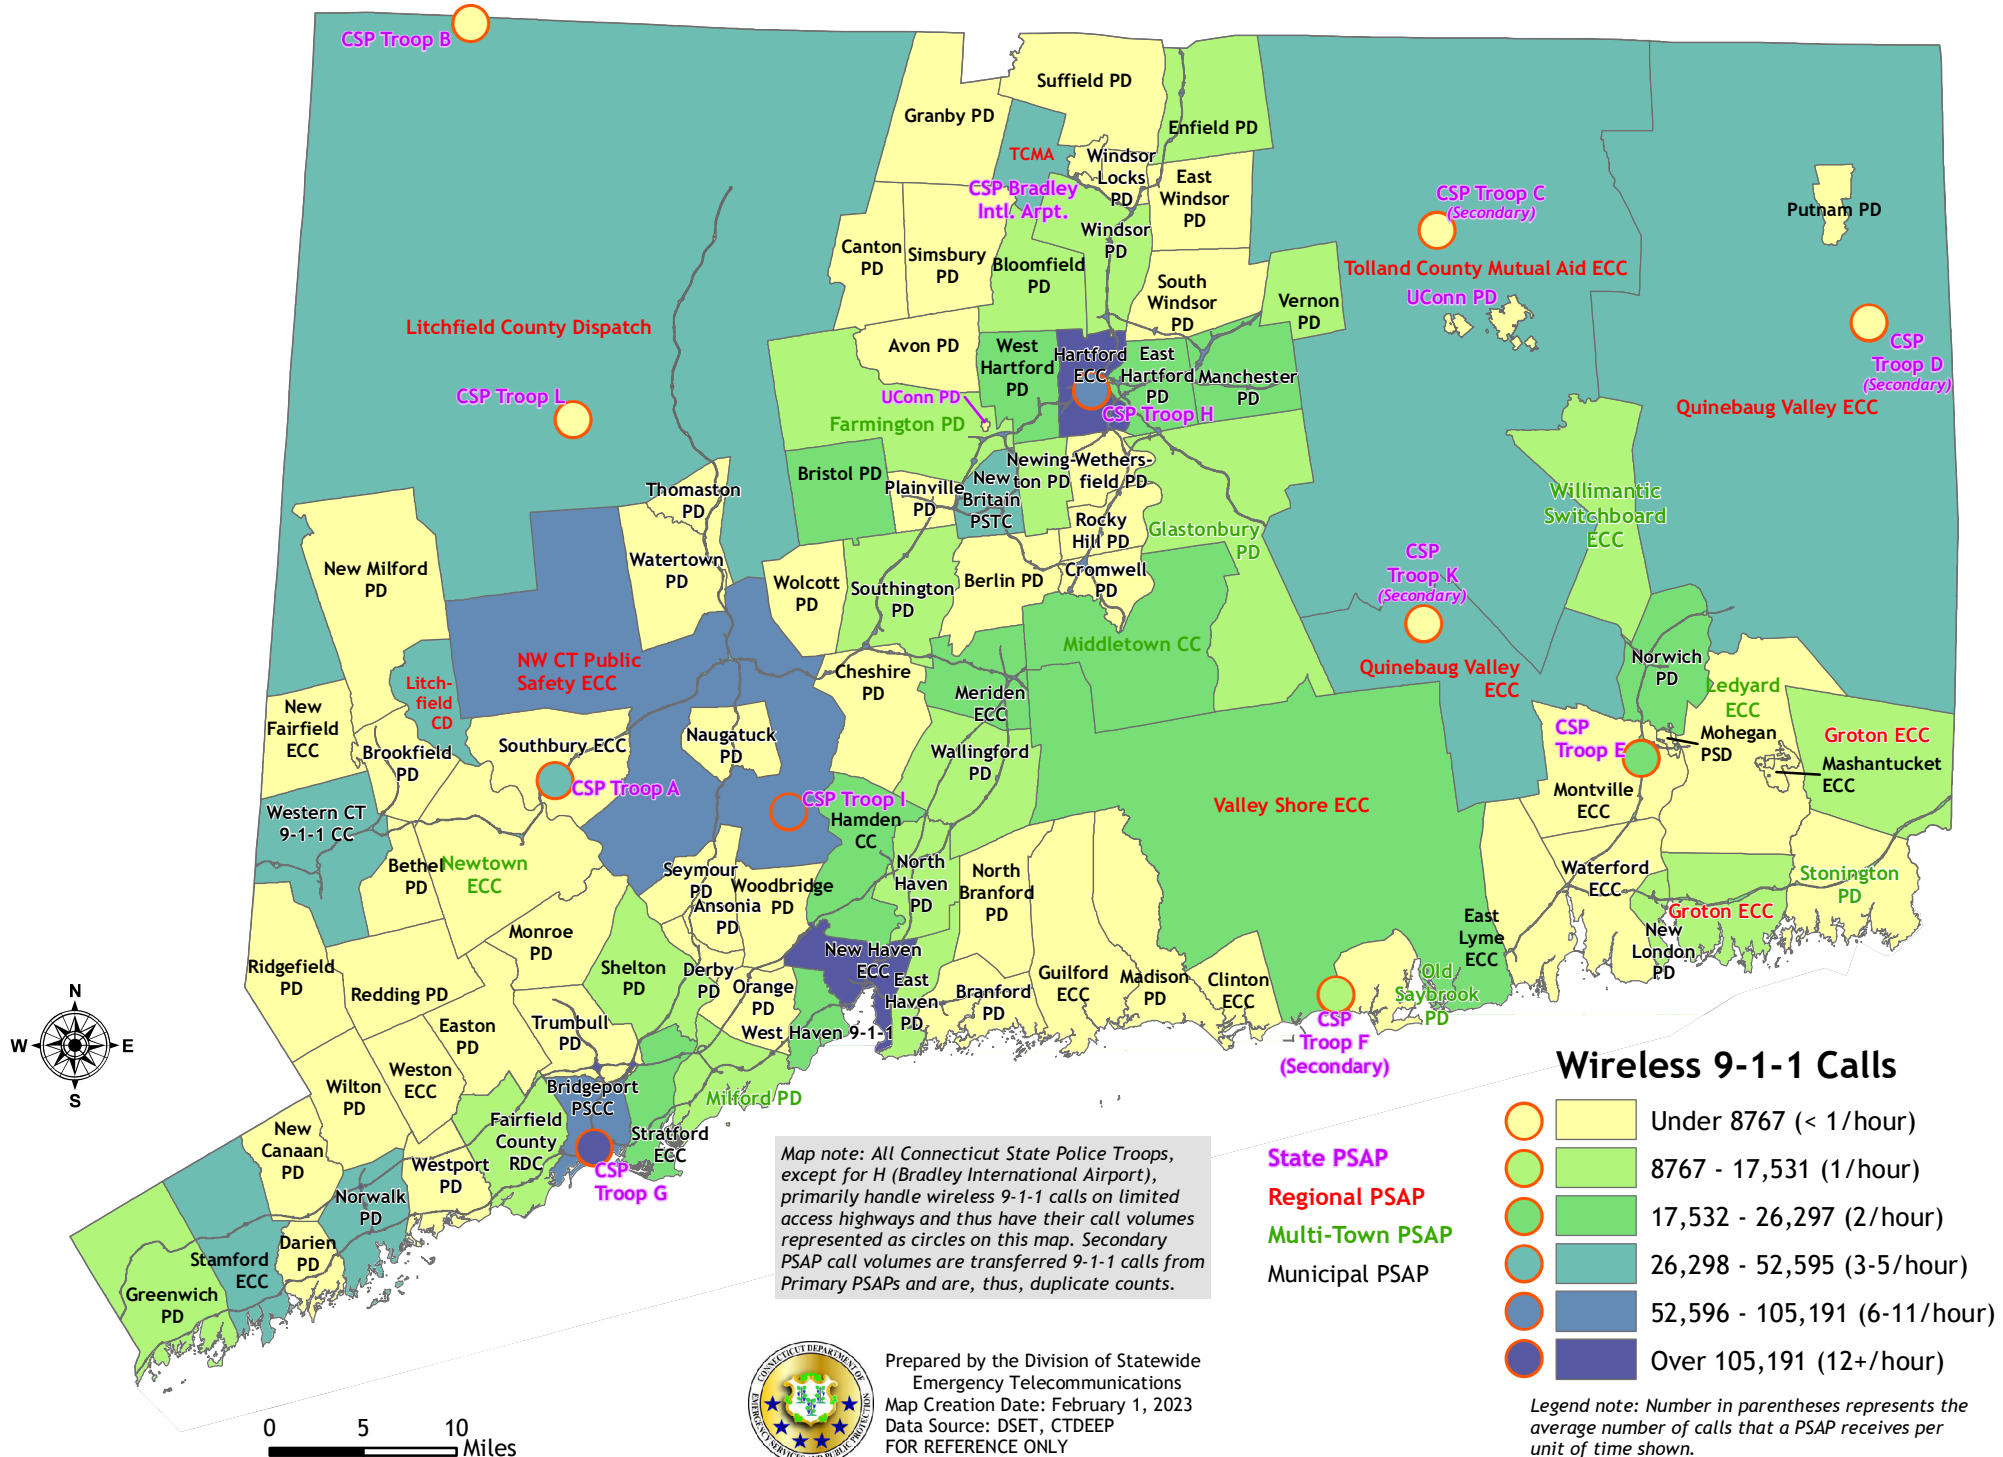 CSP Troop B
Suffield PD
Granby PD
Enfield PD
TCMA
Windsor
Locks
PD
CSP Bradley
Intl. Arpt.
East
Windsor
PD
CSP Troop C
(Secondary)
Putnam PD
Canton
PD
Simsbury
PD
Bloomfield
PD
Windsor
PD
Tolland County Mutual Aid ECC
UConn PD
South
Windsor
PD
Vernon
PD
Litchfield County Dispatch
Avon PD
West
Hartford
PD
Hartford
ECC
East
Hartford
PD
Manchester
PD
CSP
Troop D
(Secondary)
CSP Troop L
UConn PD
Farmington PD
CSP Troop H
Quinebaug Valley ECC
Bristol PD
Plainville
PD
New
Britain
PSTC
Newing-
ton PD
Wethers-
field PD
Thomaston
PD
Rocky
Hill PD
Glastonbury
PD
Willimantic
Switchboard
ECC
New Milford
PD
Watertown
PD
Wolcott
PD
Southington
PD
Berlin PD
Cromwell
PD
CSP
Troop K
(Secondary)
Middletown CC
NW CT Public
Safety ECC
Litch-
field
CD
Cheshire
PD
Meriden
ECC
Quinebaug Valley
ECC
Norwich
PD
Ledyard
ECC
New
Fairfield
ECC
Brookfield
PD
Southbury ECC
Naugatuck
PD
Wallingford
PD
CSP
Troop E
Mohegan
PSD
Groton ECC
Mashantucket
ECC
CSP Troop A
CSP Troop I
Hamden
CC
Valley Shore ECC
Montville
ECC
Western CT
9-1-1 CC
Bethel
PD
Newtown
ECC
Seymour
PD
Woodbridge
PD
North
Haven
PD
North
Branford
PD
Waterford
ECC
Stonington
PD
Ansonia
PD
Groton ECC
Monroe
PD
East
Lyme
ECC
New
London
PD
Ridgefield
PD
Redding PD
Shelton
PD
Derby
PD
Orange
PD
New Haven
ECC
East
Haven
PD
Branford
PD
Guilford
ECC
Madison
PD
Clinton
ECC
Old
Saybrook
PD
Easton
PD
Trumbull
PD
West Haven 9-1-1
CSP
Troop F
(Secondary)
N
W
E
S
Wilton
PD
Weston
ECC
Bridgeport
PSCC
Milford PD
Fairfield
County
RDC
Stratford
ECC
New
Canaan
PD
Westport
PD
CSP
Troop G
Norwalk
PD
Darien
PD
Stamford
ECC
Greenwich
PD
Map note: All Connecticut State Police Troops,
except for H (Bradley International Airport),
primarily handle wireless 9-1-1 calls on limited
access highways and thus have their call volumes
represented as circles on this map. Secondary
PSAP call volumes are transferred 9-1-1 calls from
Primary PSAPs and are, thus, duplicate counts.
State PSAP
Regional PSAP
Multi-Town PSAP
Municipal PSAP
Wireless 9-1-1 Calls
Under 8767 (< 1/hour)
8767 - 17,531 (1/hour)
17,532 - 26,297 (2/hour)
26,298 - 52,595 (3-5/hour)
52,596 - 105,191 (6-11/hour)
Over 105,191 (12+/hour)
Legend note: Number in parentheses represents the
average number of calls that a PSAP receives per
unit of time shown.
CONNECTICUT DEPARTMENT OF
EMERGENCY SERVICES AND PUBLIC PROTECTION
Prepared by the Division of Statewide
Emergency Telecommunications
Map Creation Date: February 1, 2023
Data Source: DSET, CTDEEP
FOR REFERENCE ONLY
0 5 10
Miles